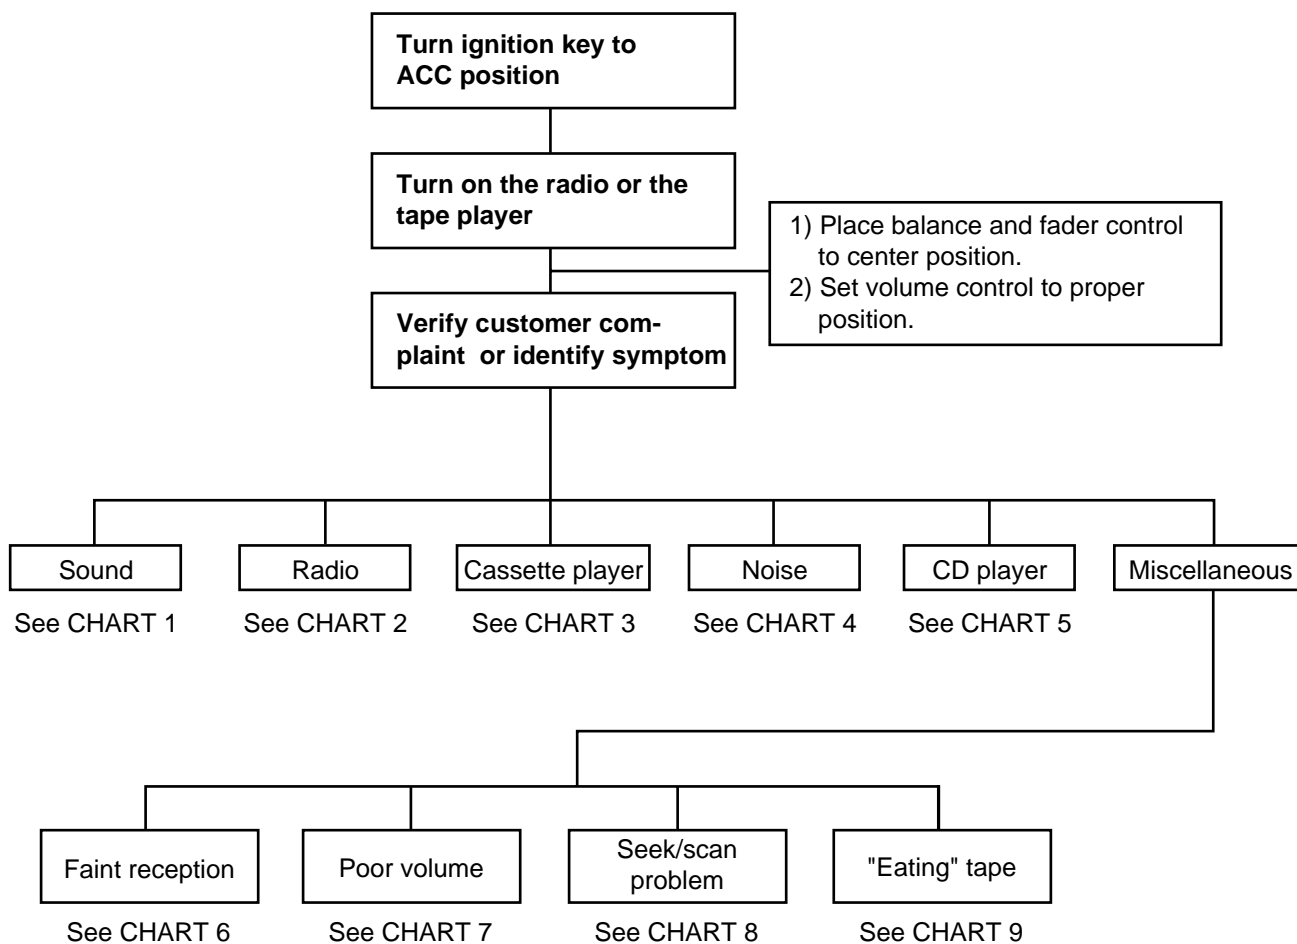 Turn ignition key to
ACC position
Turn on the radio or the
tape player
1) Place balance and fader control
to center position.
2) Set volume control to proper
position.
Verify customer com-
plaint or identify symptom
Sound
Radio
Cassette player
Noise
CD player
Miscellaneous
See CHART 1
See CHART 2
See CHART 3
See CHART 4
See CHART 5
Faint reception
Poor volume
Seek/scan
problem
"Eating" tape
See CHART 6
See CHART 7
See CHART 8
See CHART 9